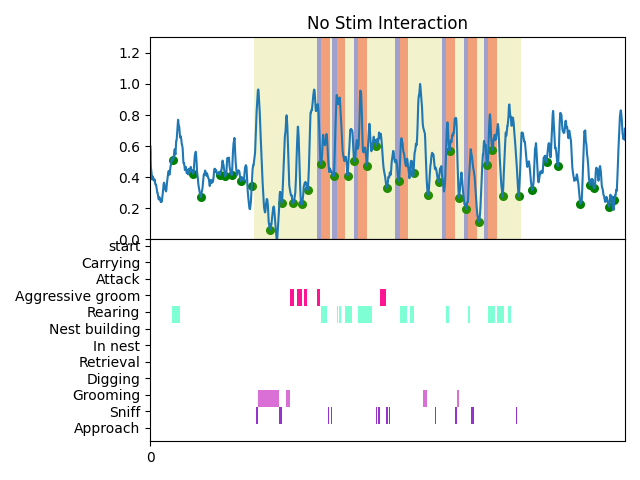 No Stim Interaction
1.2
1.0
0.8
0.6
0.4
0.2
0.0
start
Carrying
Attack
Aggressive groom
Rearing
Nest building
In nest
Retrieval
Digging
Grooming
Sniff
Approach
0